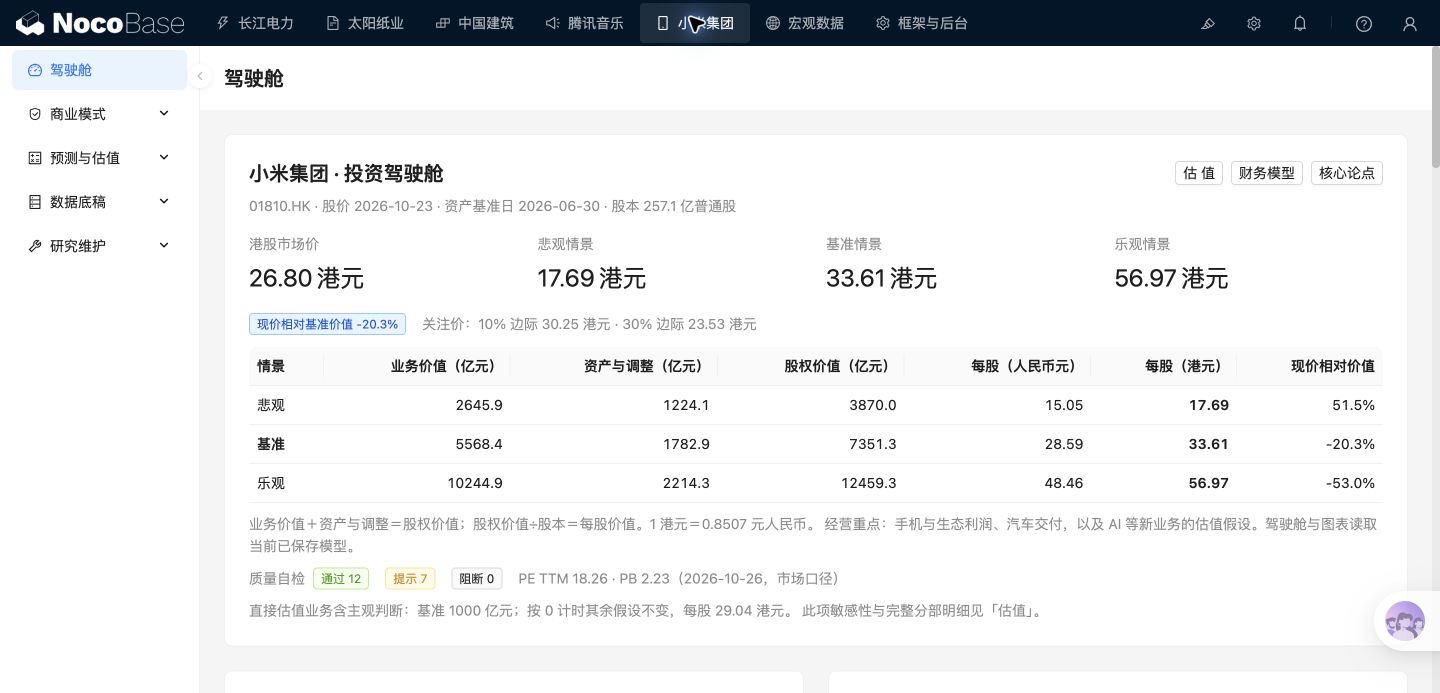 NocoBase 长江电力 太阳纸业 中国建筑 腾讯音乐 小米集团 宏观数据 框架与后台
驾驶舱
商业模式
预测与估值
数据底稿
研究维护
驾驶舱
小米集团 · 投资驾驶舱
估 值 财务模型 核心论点
01810.HK · 股价 2026-10-23 · 资产基准日 2026-06-30 · 股本 257.1 亿普通股
港股市场价 悲观情景 基准情景 乐观情景
26.80 港元 17.69 港元 33.61 港元 56.97 港元
现价相对基准价值 -20.3% 关注价：10% 边际 30.25 港元 · 30% 边际 23.53 港元
情景 业务价值（亿元） 资产与调整（亿元） 股权价值（亿元） 每股（人民币元） 每股（港元） 现价相对价值
悲观 2645.9 1224.1 3870.0 15.05 17.69 51.5%
基准 5568.4 1782.9 7351.3 28.59 33.61 -20.3%
乐观 10244.9 2214.3 12459.3 48.46 56.97 -53.0%
业务价值＋资产与调整＝股权价值；股权价值÷股本＝每股价值。1 港元＝0.8507 元人民币。 经营重点：手机与生态利润、汽车交付，以及 AI 等新业务的估值假设。驾驶舱与图表读取
当前已保存模型。
质量自检 通过 12 提示 7 阻断 0 PE TTM 18.26 · PB 2.23（2026-10-26，市场口径）
直接估值业务含主观判断：基准 1000 亿元；按 0 计时其余假设不变，每股 29.04 港元。 此项敏感性与完整分部明细见「估值」。